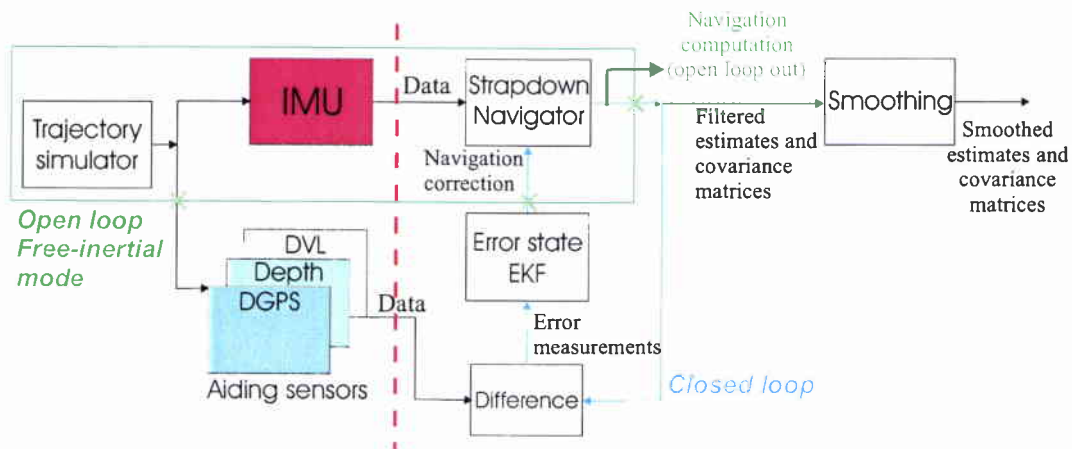 Navigation
computation
(open loop out)
IMU
Data
Strapdown
Navigator
Smoothing
Trajectory
simulator
Filtered
estimates and
covariance
matrices
Smoothed
estimates and
covariance
matrices
Navigation
correction
Open loop
Free-inertial
mode
DVL
Depth
DGPS
Error state
EKF
Data
Error
measurements
Aiding sensors
Difference
Closed loop